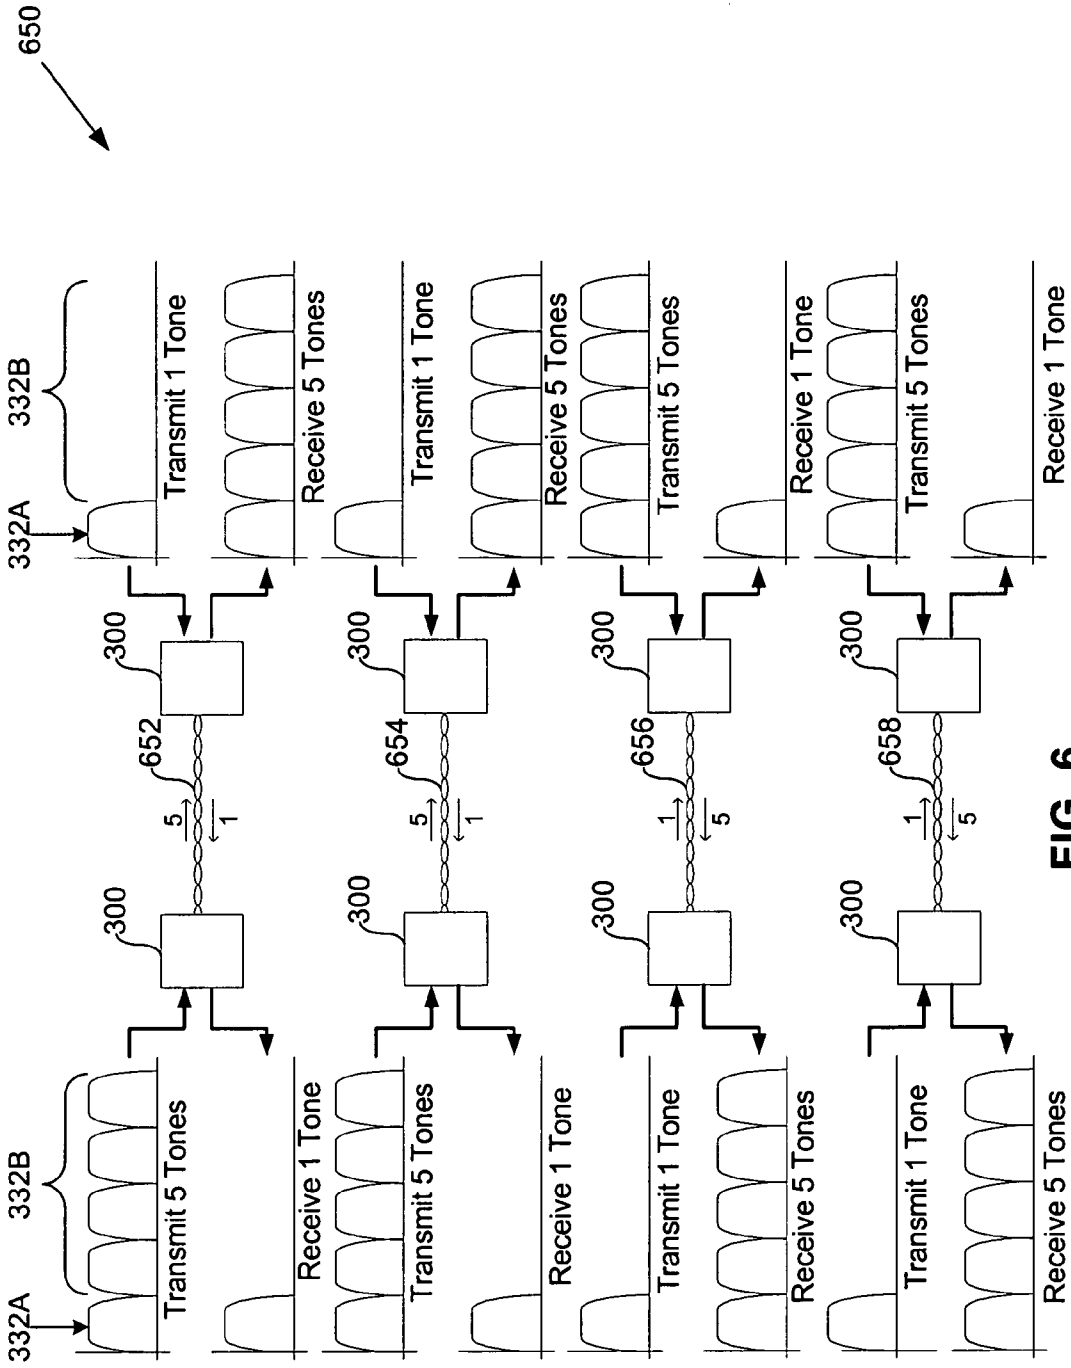 650
332A
332B
332A
332B
Transmit 5 Tones
300
5
1
652
300
Transmit 1 Tone
Receive 1 Tone
Receive 5 Tones
Transmit 5 Tones
300
5
1
654
300
Transmit 1 Tone
Receive 1 Tone
Receive 5 Tones
Transmit 1 Tone
300
1
5
656
300
Transmit 5 Tones
Receive 5 Tones
Receive 1 Tone
Transmit 1 Tone
300
1
5
658
300
Transmit 5 Tones
Receive 5 Tones
Receive 1 Tone
FIG. 6